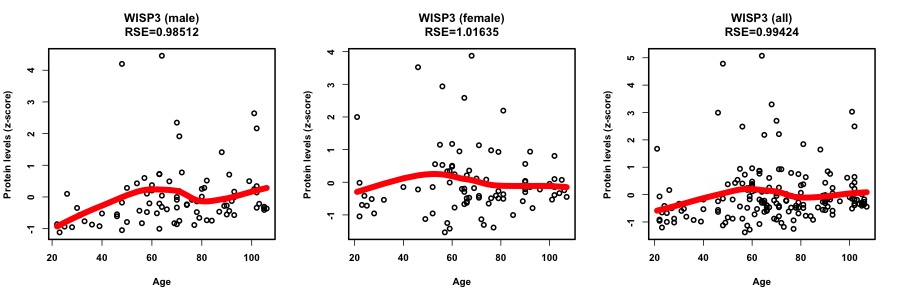 WISP3 (male)
RSE=0.98512
Protein levels (z-score)
4
3
2
1
0
-1
20 40 60 80 100
Age
WISP3 (female)
RSE=1.01635
Protein levels (z-score)
4
3
2
1
0
-1
20 40 60 80 100
Age
WISP3 (all)
RSE=0.99424
Protein levels (z-score)
5
4
3
2
1
0
-1
20 40 60 80 100
Age